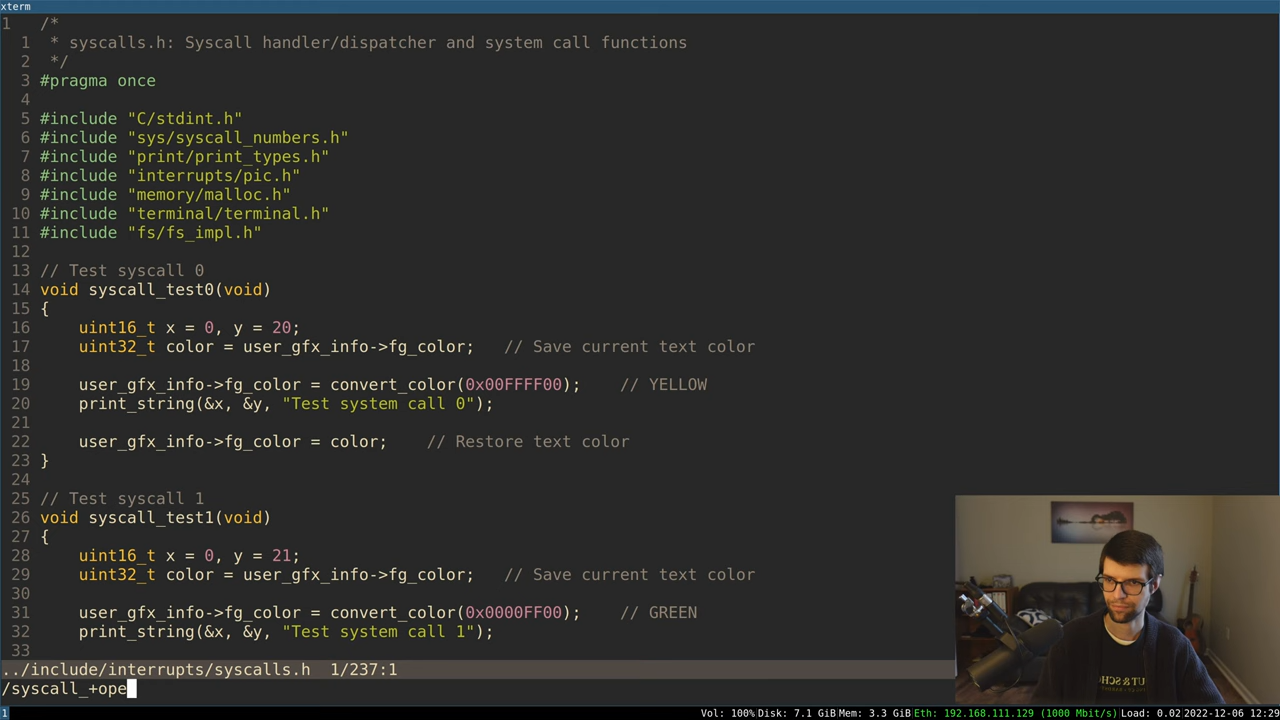 xterm
1 /*
1 * syscalls.h: Syscall handler/dispatcher and system call functions
2 */
3 #pragma once
4
5 #include "C/stdint.h"
6 #include "sys/syscall_numbers.h"
7 #include "print/print_types.h"
8 #include "interrupts/pic.h"
9 #include "memory/malloc.h"
10 #include "terminal/terminal.h"
11 #include "fs/fs_impl.h"
12
13 // Test syscall 0
14 void syscall_test0(void)
15 {
16 uint16_t x = 0, y = 20;
17 uint32_t color = user_gfx_info->fg_color; // Save current text color
18
19 user_gfx_info->fg_color = convert_color(0x00FFFF00); // YELLOW
20 print_string(&x, &y, "Test system call 0");
21
22 user_gfx_info->fg_color = color; // Restore text color
23 }
24
25 // Test syscall 1
26 void syscall_test1(void)
27 {
28 uint16_t x = 0, y = 21;
29 uint32_t color = user_gfx_info->fg_color; // Save current text color
30
31 user_gfx_info->fg_color = convert_color(0x0000FF00); // GREEN
32 print_string(&x, &y, "Test system call 1");
33
../include/interrupts/syscalls.h 1/237:1
/syscall_+ope
1 Vol: 100% Disk: 7.1 GiB Mem: 3.3 GiB Eth: 192.168.111.129 (1000 Mbit/s) Load: 0.02 2022-12-06 12:29